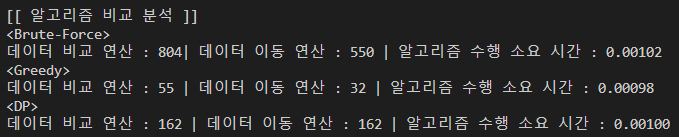 [[ 알고리즘 비교 분석 ]]
<Brute-Force>
데이터 비교 연산 : 804| 데이터 이동 연산 : 550 | 알고리즘 수행 소요 시간 : 0.00102
<Greedy>
데이터 비교 연산 : 55 | 데이터 이동 연산 : 32 | 알고리즘 수행 소요 시간 : 0.00098
<DP>
데이터 비교 연산 : 162 | 데이터 이동 연산 : 162 | 알고리즘 수행 소요 시간 : 0.00100